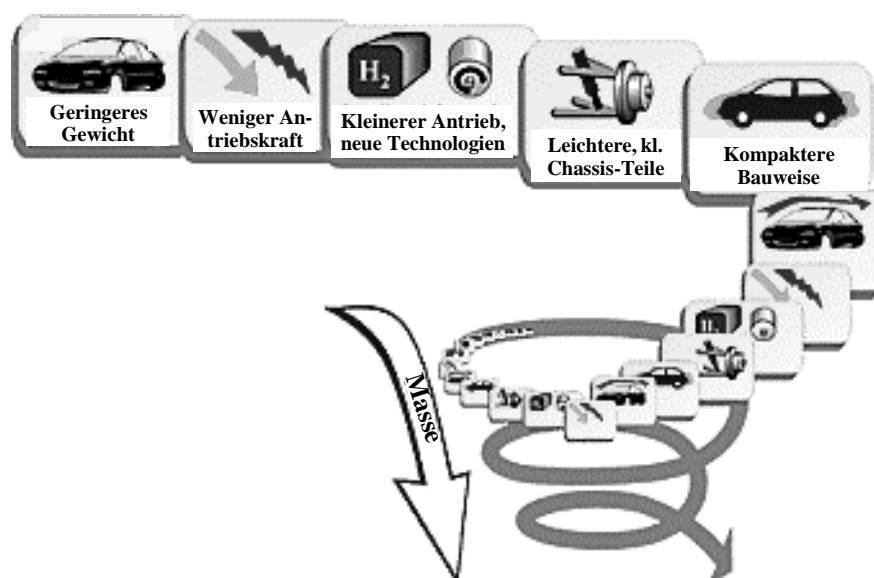 H2
Geringeres
Gewicht
Weniger An-
triebskraft
Kleinerer Antrieb,
neue Technologien
Leichtere, kl.
Chassis-Teile
Kompaktere
Bauweise
Masse